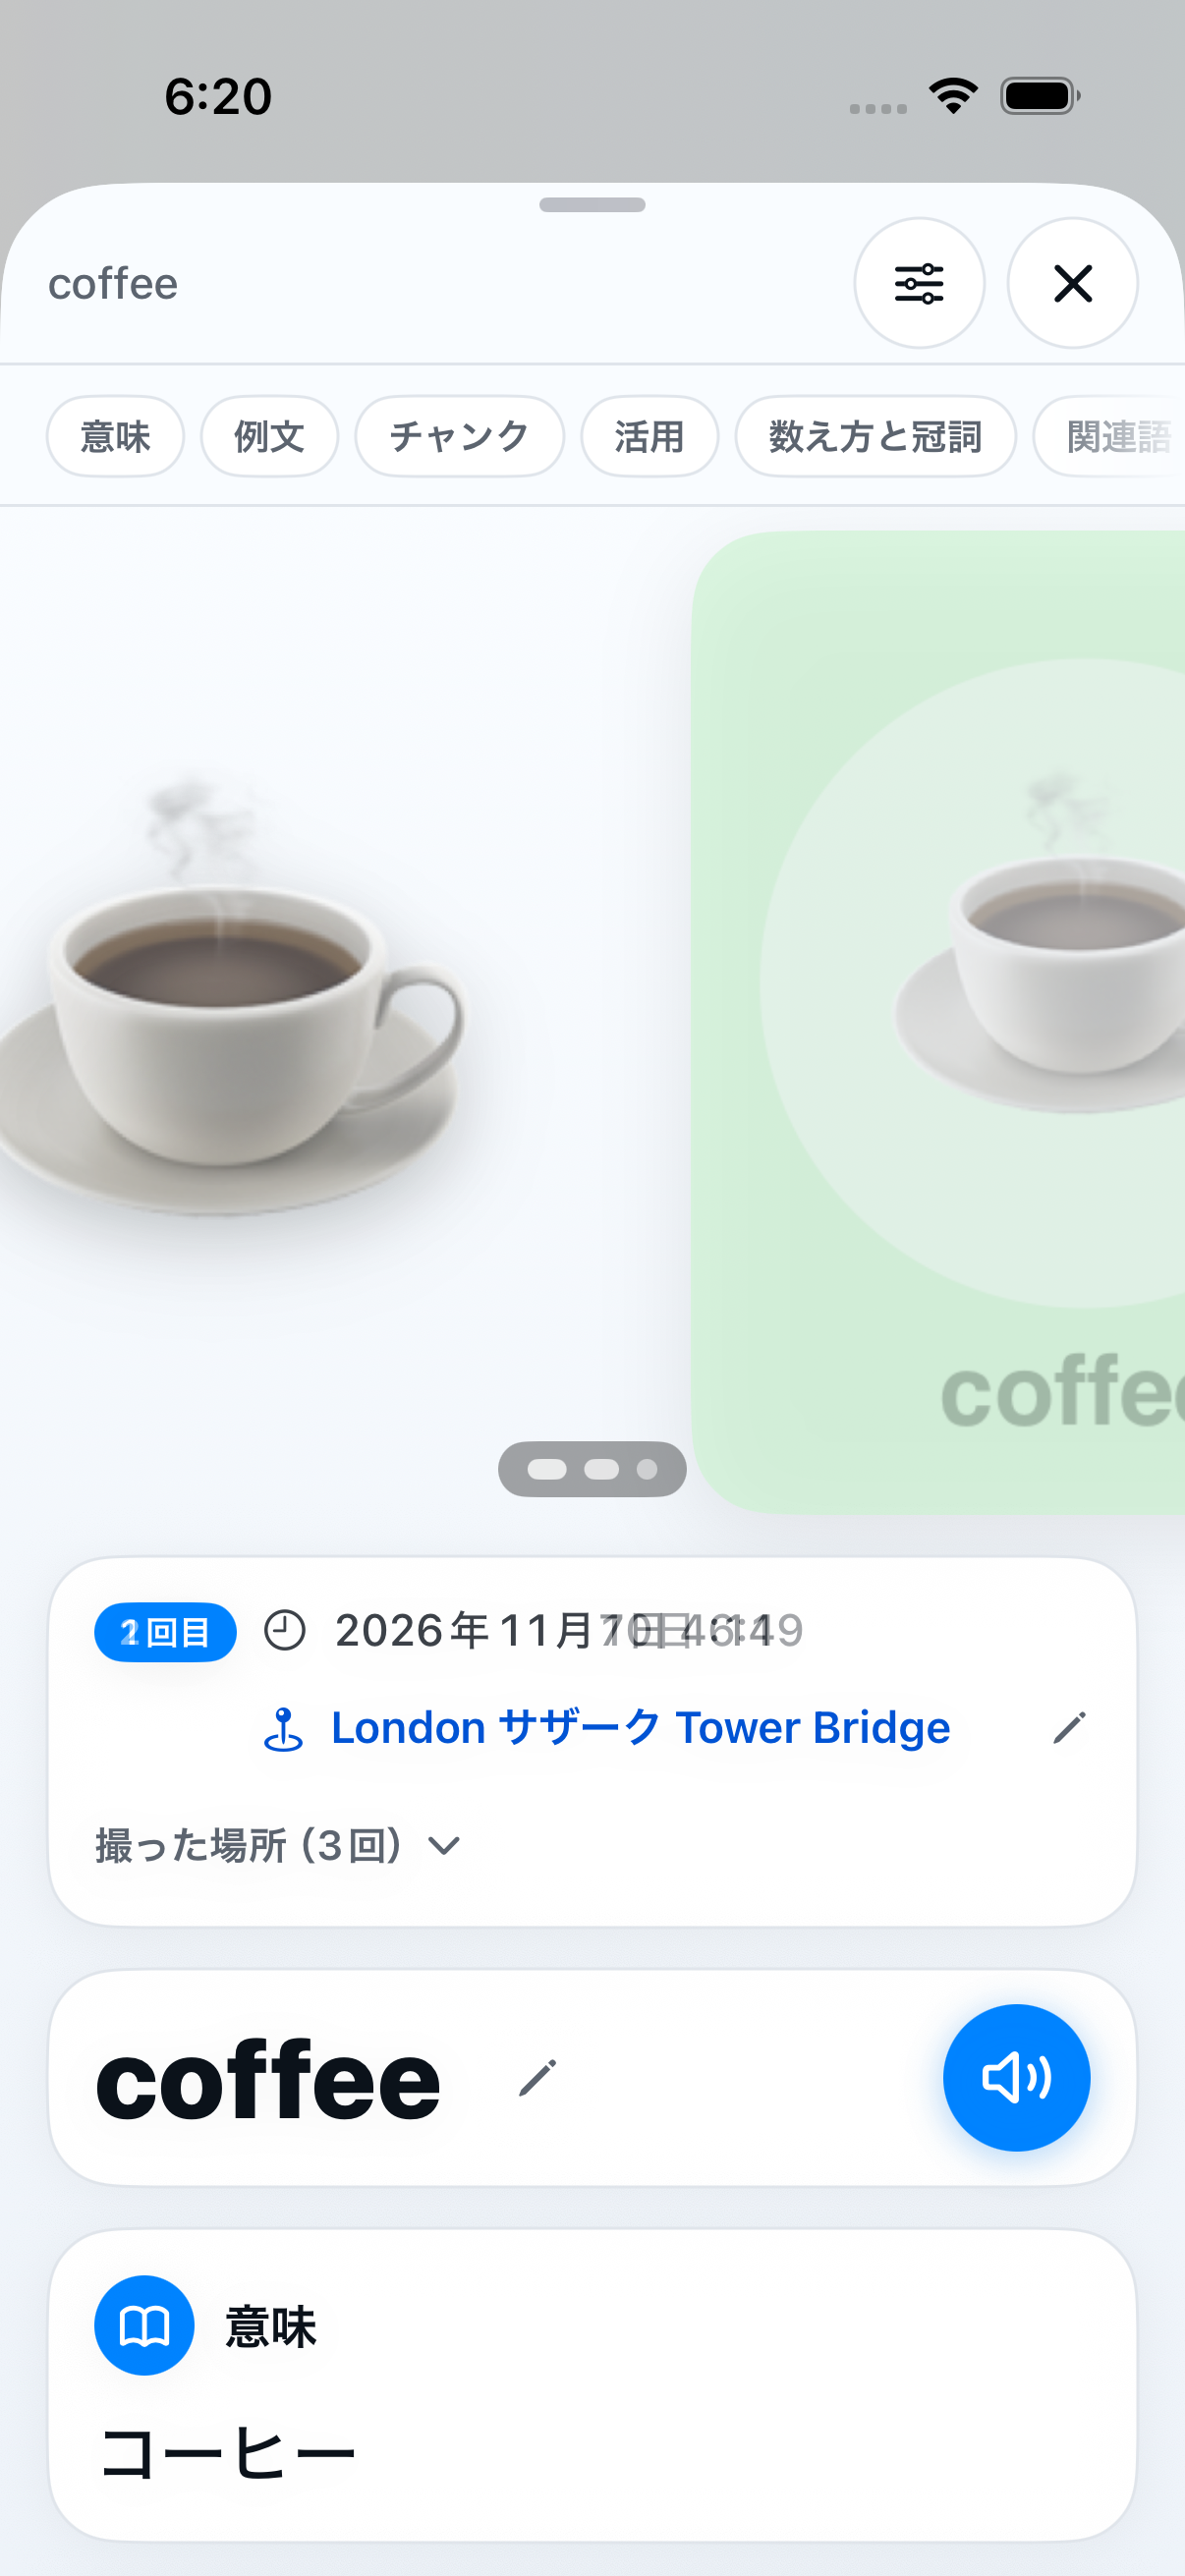 6:20
coffee
意味
例文
チャンク
活用
数え方と冠詞
関連語
回目
2026年11月
London サザーク Tower Bridge
撮った場所 (3回)
coffee
意味
コーヒー